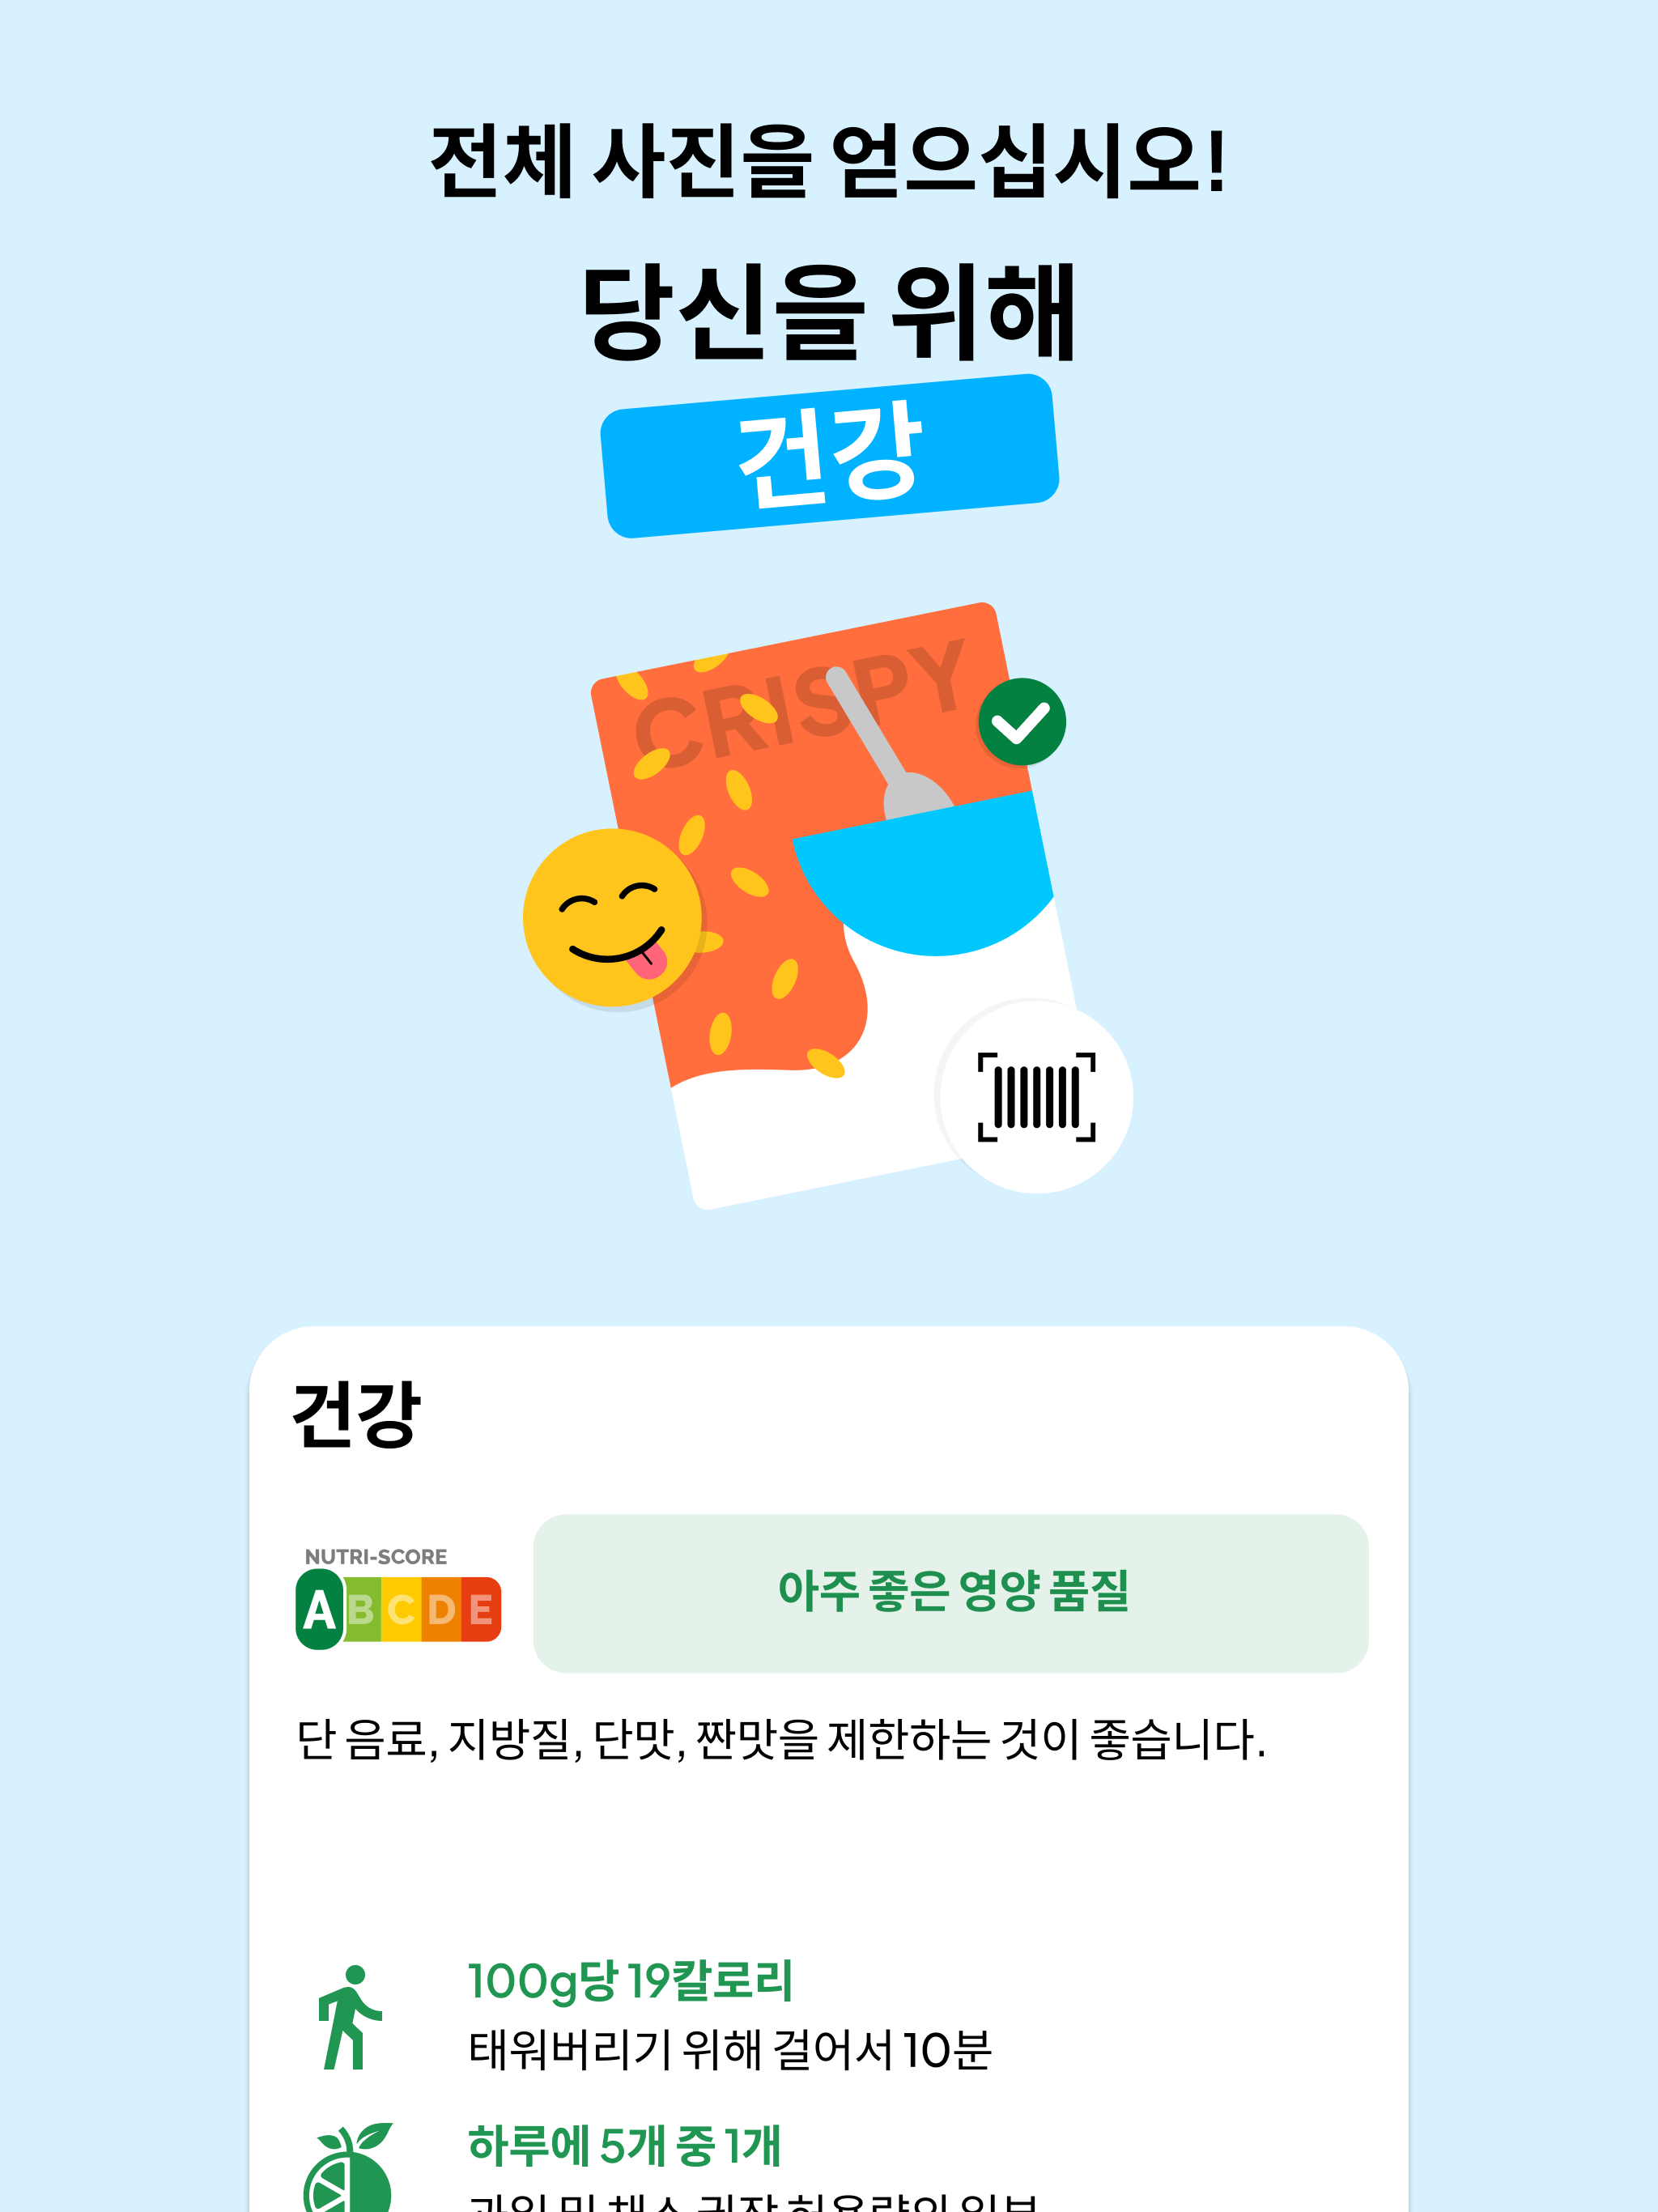 전체 사진을 얻으십시오!
당신을 위해
건강
CRISPY
건강
NUTRI-SCORE
A B C D E
아주 좋은 영양 품질
단 음료, 지방질, 단맛, 짠맛을 제한하는 것이 좋습니다.
100g당 19칼로리
태워버리기 위해 걸어서 10분
하루에 5개 중 1개